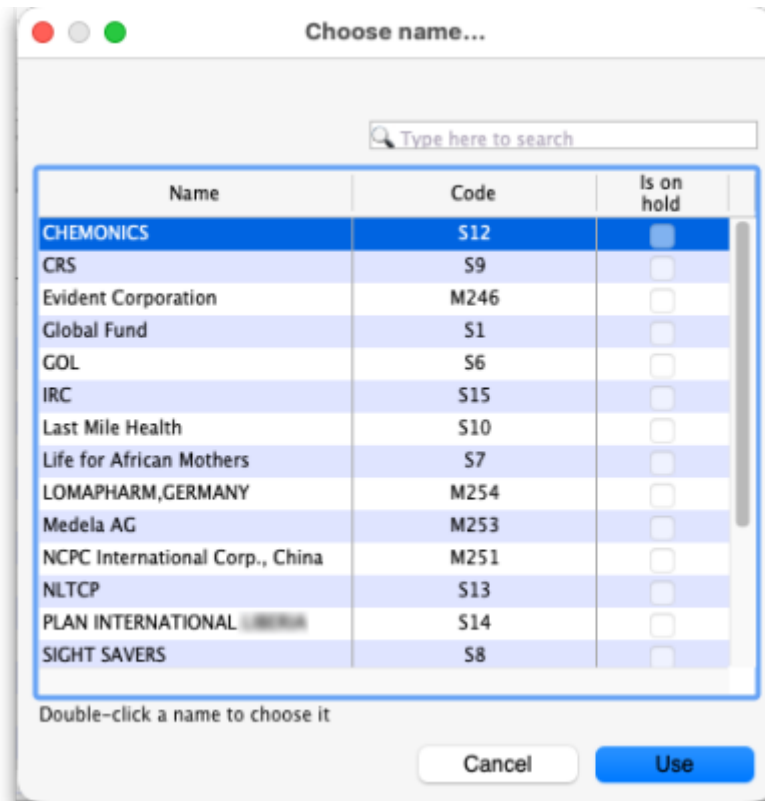 Choose name...
Type here to search
Name Code Is on hold
CHEMONICS S12
CRS S9
Evident Corporation M246
Global Fund S1
GOL S6
IRC S15
Last Mile Health S10
Life for African Mothers S7
LOMAPHARM,GERMANY M254
Medela AG M253
NCPC International Corp., China M251
NLTCP S13
PLAN INTERNATIONAL S14
SIGHT SAVERS S8
Double-click a name to choose it
Cancel Use